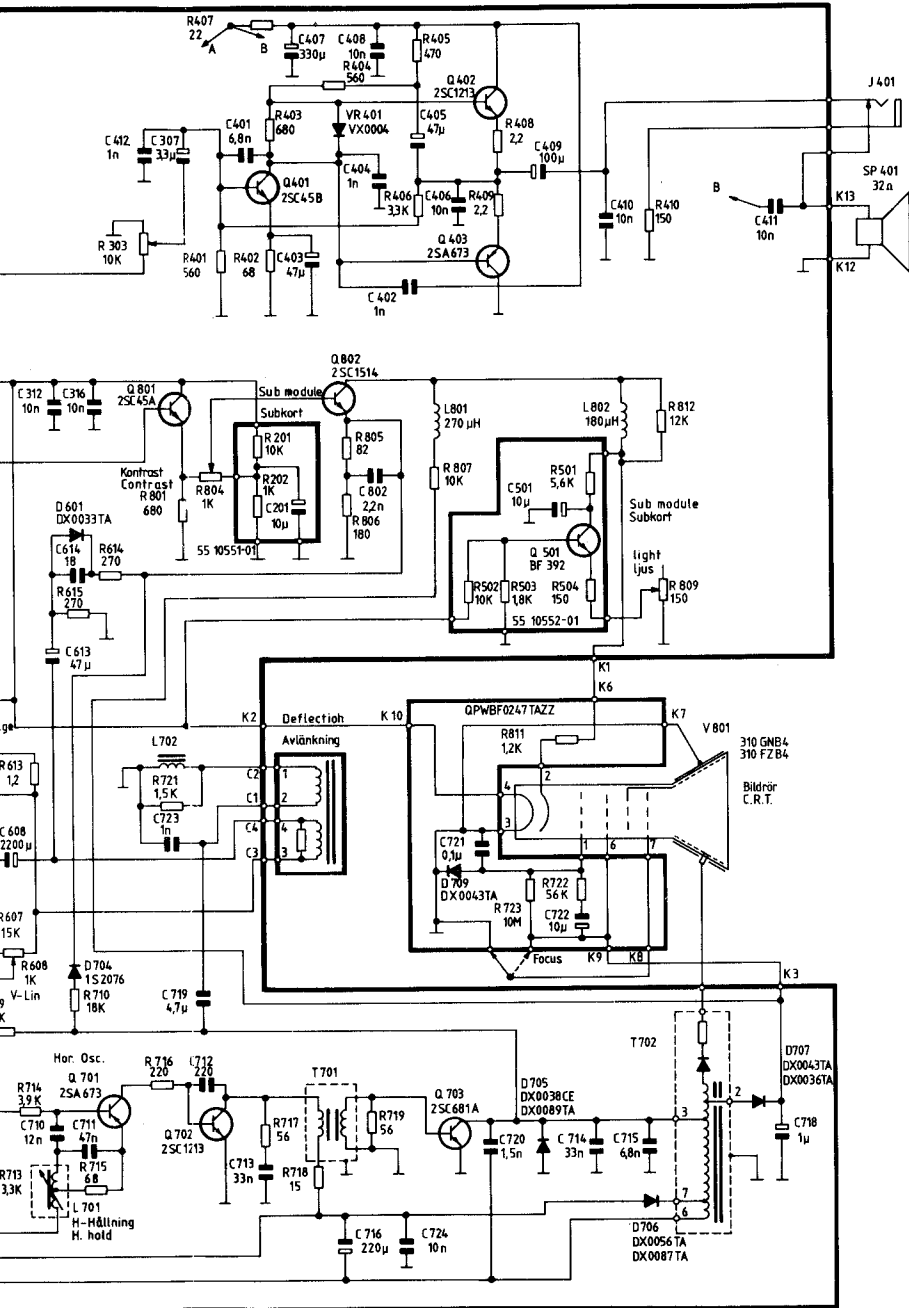 R407
22
A
B
C407
330µ
C408
10n
R405
470
R404
560
Q402
2SC1213
J401
C401
6,8n
R403
680
VR401
VX0004
C405
47µ
R408
2,2
C412
1n
C307
3,3µ
C409
100µ
SP401
32Ω
Q401
2SC45B
C404
1n
R406
3,3K
C406
10n
R409
2,2
B
K13
C410
10n
R410
150
C411
10n
R303
10K
R401
560
R402
68
C403
47µ
Q403
2SA673
K12
C402
1n
Q802
2SC1514
C312
10n
C316
10n
Q801
2SC45A
Sub module
Subkort
L801
270µH
L802
180µH
R812
12K
R201
10K
R805
82
Kontrast
Contrast
R801
680
R804
1K
R202
1K
C201
10µ
C802
2,2n
R806
180
R807
10K
C501
10µ
R501
5,6K
Sub module
Subkort
D601
DX0033TA
C614
18
R614
270
55 10551-01
Q 501
BF 392
light
ljus
R615
270
R502
10K
R503
1,8K
R504
150
R809
150
55 10552-01
C613
47µ
K1
K6
K2
Deflectioh
K10
QPWBF0247TAZZ
K7
V801
Avlänkning
L702
R811
1,2K
310 GNB4
310 FZB4
R613
1,2
C2
1
2
R721
1,5K
C1
2
4
Bildrör
C.R.T.
C723
1n
C4
4
3
C608
2200µ
C3
3
C721
0,1µ
1
6
7
D709
DX0043TA
R722
56K
R723
10M
C722
10µ
R607
15K
K9
K8
Focus
R608
1K
V-Lin
D704
1S2076
R710
18K
C719
4,7µ
K3
T702
Hor. Osc.
Q701
2SA673
R716
220
C712
220
T701
D707
DX0043TA
DX0036TA
R714
3,9K
Q703
2SC681A
D705
DX0038CE
DX0089TA
3
2
C710
12n
C711
47n
Q702
2SC1213
R717
56
R719
56
C720
1,5n
C714
33n
C715
6,8n
C718
1µ
R713
3,3K
R715
68
C713
33n
R718
15
L701
H-Hållning
H. hold
7
6
C716
220µ
C724
10n
D706
DX0056TA
DX0087TA